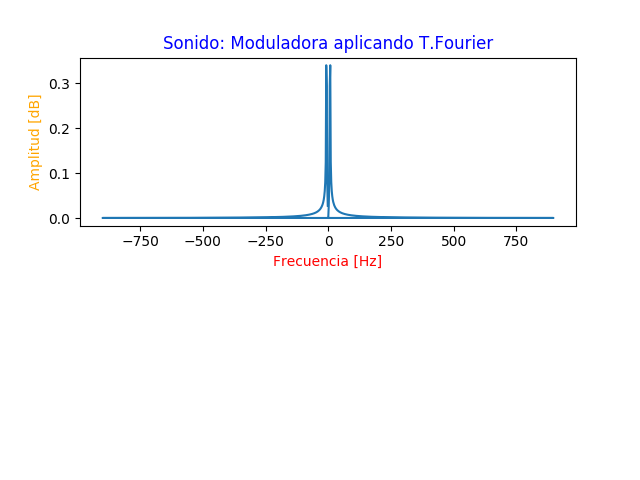 Sonido: Moduladora aplicando T.Fourier
Amplitud [dB]
0.3
0.2
0.1
0.0
−750 −500 −250 0 250 500 750
Frecuencia [Hz]